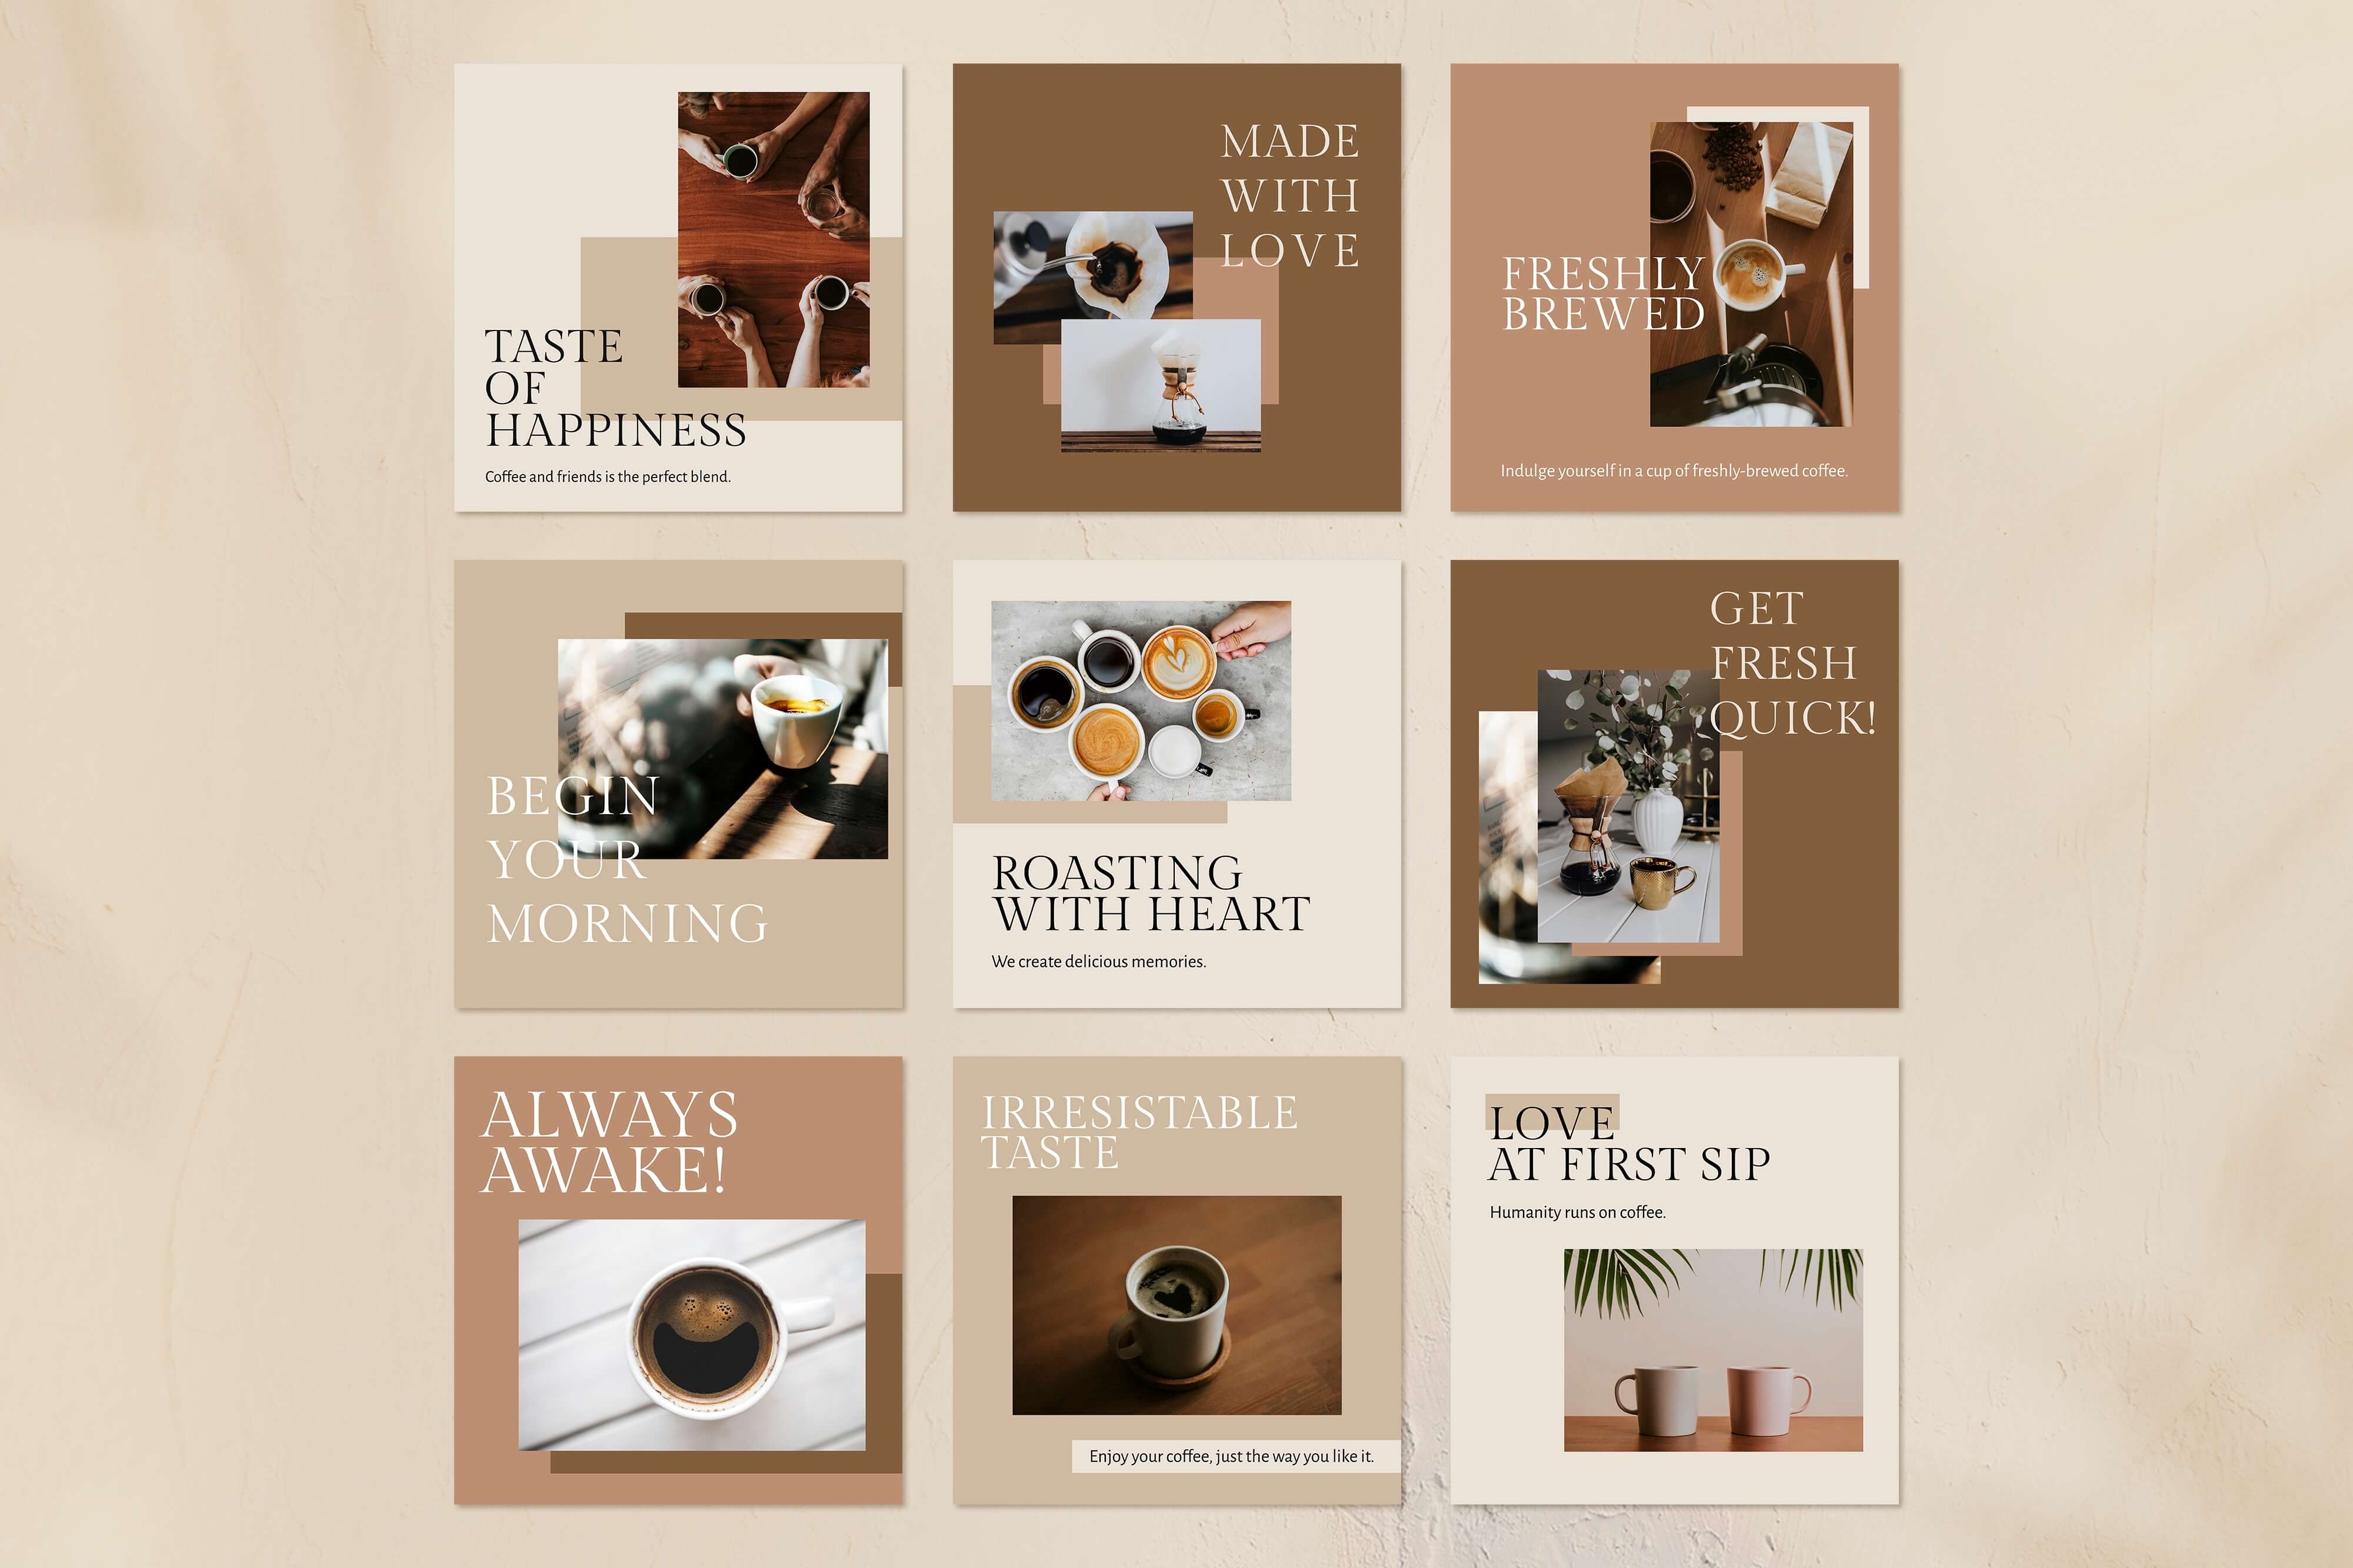 TASTE
OF
HAPPINESS
Coffee and friends is the perfect blend.
MADE
WITH
LOVE
FRESHLY
BREWED
Indulge yourself in a cup of freshly-brewed coffee.
BEGIN
YOUR
MORNING
ROASTING
WITH HEART
We create delicious memories.
GET
FRESH
QUICK!
ALWAYS
AWAKE!
IRRESISTABLE
TASTE
Enjoy your coffee, just the way you like it.
LOVE
AT FIRST SIP
Humanity runs on coffee.